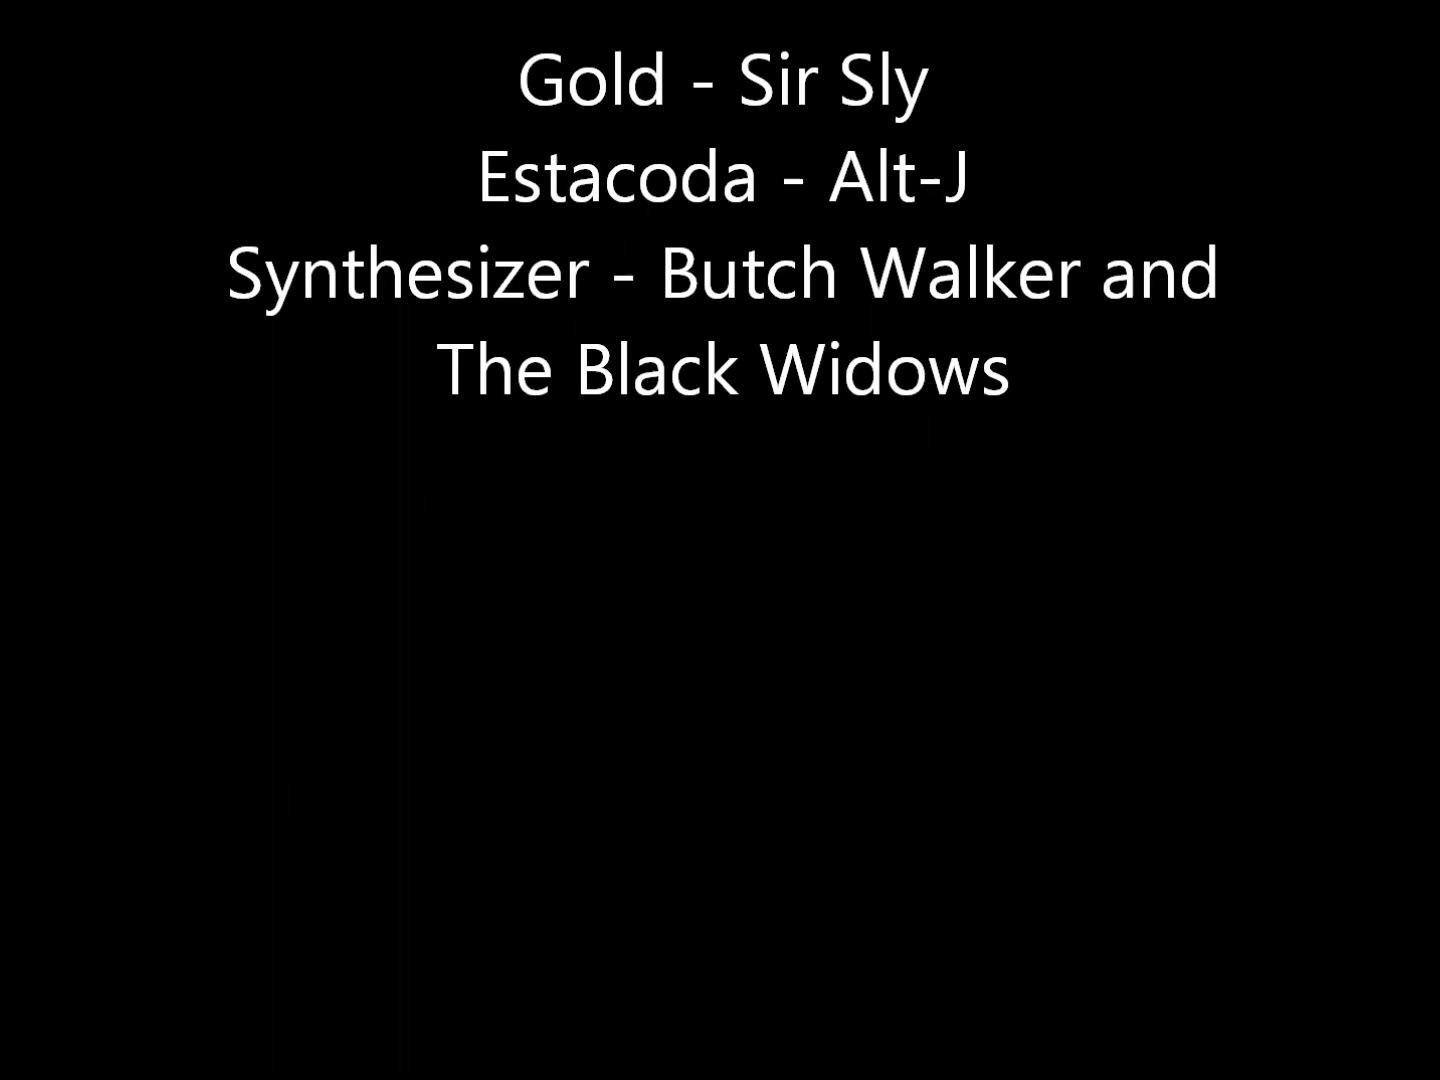 Gold - Sir Sly
Estacoda - Alt-J
Synthesizer - Butch Walker and
The Black Widows